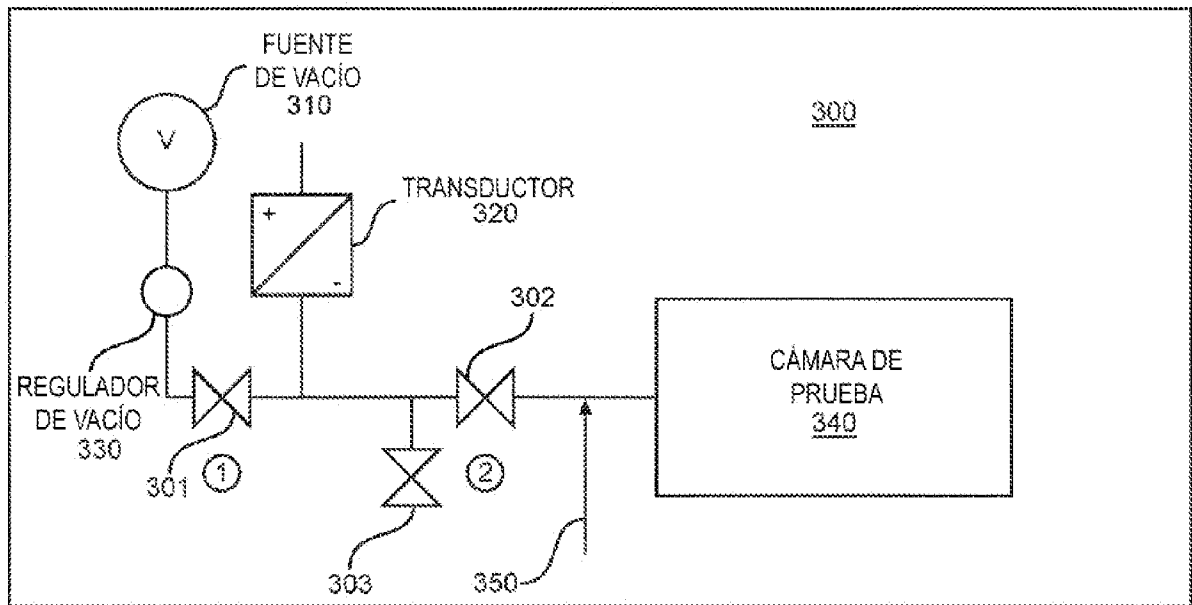 FUENTE
DE VACÍO
310
V
300
+
-
TRANSDUCTOR
320
302
REGULADOR
DE VACÍO
330
301
1
2
303
350
CÁMARA DE
PRUEBA
340